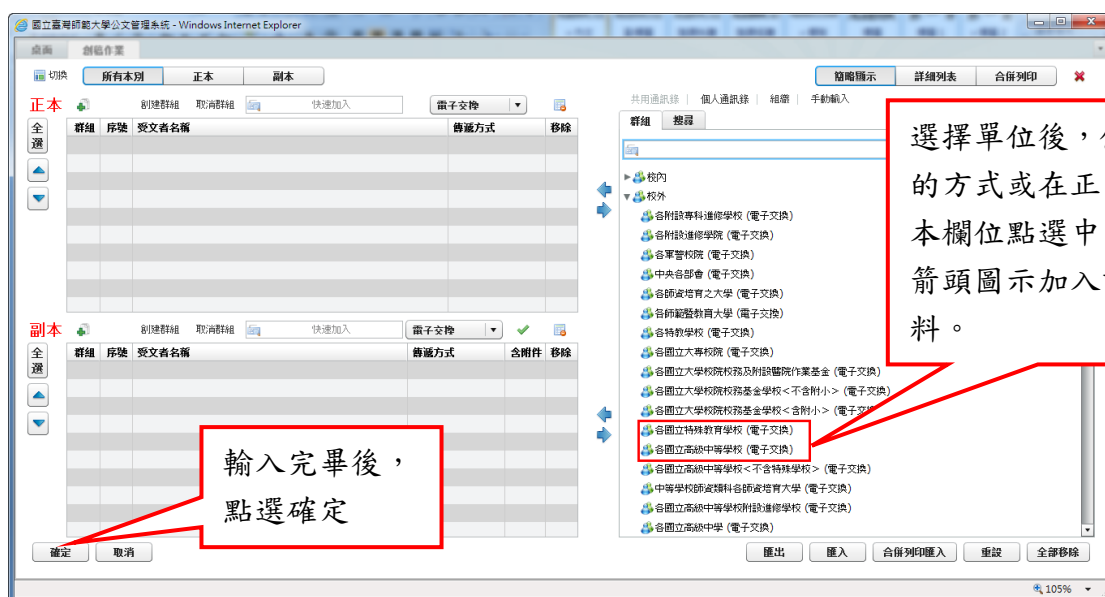 國立臺灣師範大學公文管理系統 - Windows Internet Explorer
桌面 創稿作業
切換 所有本別 正本 副本 簡略顯示 詳細列表 合併列印
正本 創建群組 取消群組 快速加入 電子交換
全選 群組 序號 受文者名稱 傳遞方式 移除
共用通訊錄 | 個人通訊錄 | 組織 | 手動輸入
群組 搜尋
校內
校外
各附設專科進修學校 (電子交換)
各附設進修學院 (電子交換)
各軍警校院 (電子交換)
中央各部會 (電子交換)
各師資培育之大學 (電子交換)
各師範暨教育大學 (電子交換)
各特教學校 (電子交換)
各國立大專校院 (電子交換)
各國立大學校院校務及附設醫院作業基金 (電子交換)
各國立大學校院校務基金學校<不含附小> (電子交換)
各國立大學校院校務基金學校<含附小> (電子交
各國立特殊教育學校 (電子交換)
各國立高級中等學校 (電子交換)
各國立高級中等學校<不含特殊學校> (電子交換)
中等學校師資類科各師資培育大學 (電子交換)
各國立高級中等學校附設進修學校 (電子交換)
各國立高級中學 (電子交換)
選擇單位後，
的方式或在正
本欄位點選中
箭頭圖示加入
料。
副本 創建群組 取消群組 快速加入 電子交換
全選 群組 序號 受文者名稱 傳遞方式 含附件 移除
輸入完畢後，
點選確定
確定 取消 匯出 匯入 合併列印匯入 重設 全部移除
105%